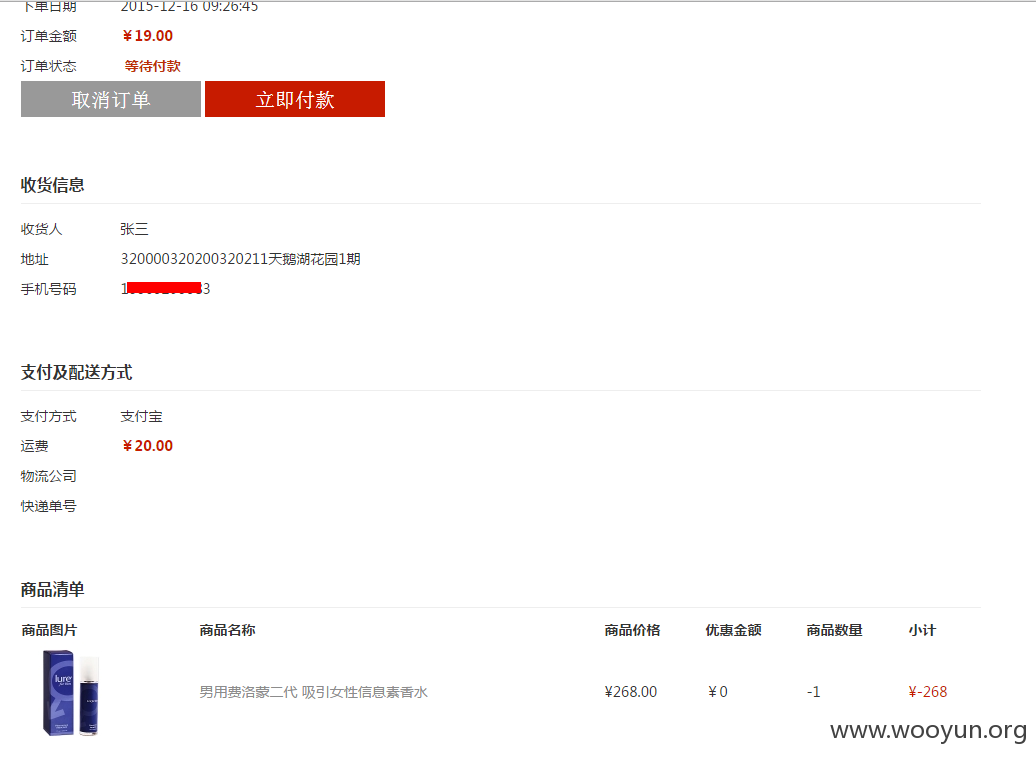 下单日期 2015-12-16 09:26:45
订单金额 ¥19.00
订单状态 等待付款
取消订单 立即付款
收货信息
收货人 张三
地址 320000320200320211天鹅湖花园1期
手机号码 1 3
支付及配送方式
支付方式 支付宝
运费 ¥20.00
物流公司
快递单号
商品清单
商品图片 商品名称 商品价格 优惠金额 商品数量 小计
lure
男用费洛蒙二代 吸引女性信息素香水 ¥268.00 ¥0 -1 ¥-268
www.wooyun.org